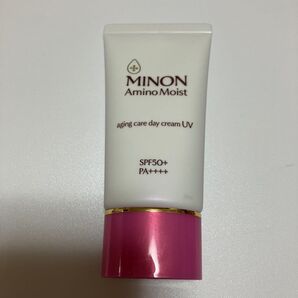 MINON
Amino Moist
aging care day cream UV
SPF50+
PA++++